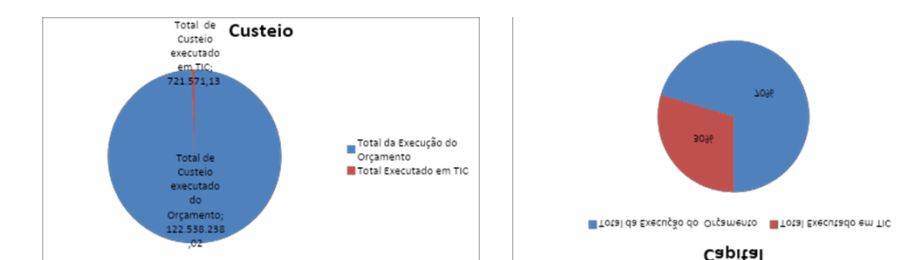 Custeio
Total de
Custeio
executado
em TIC;
721.571,13
Total de
Custeio
executado
do
Orçamento;
122.538.238
,02
Total da Execução do
Orçamento
Total Executado em TIC
70%
30%
Total da Execução do Orçamento
Total Executado em TIC
Capital